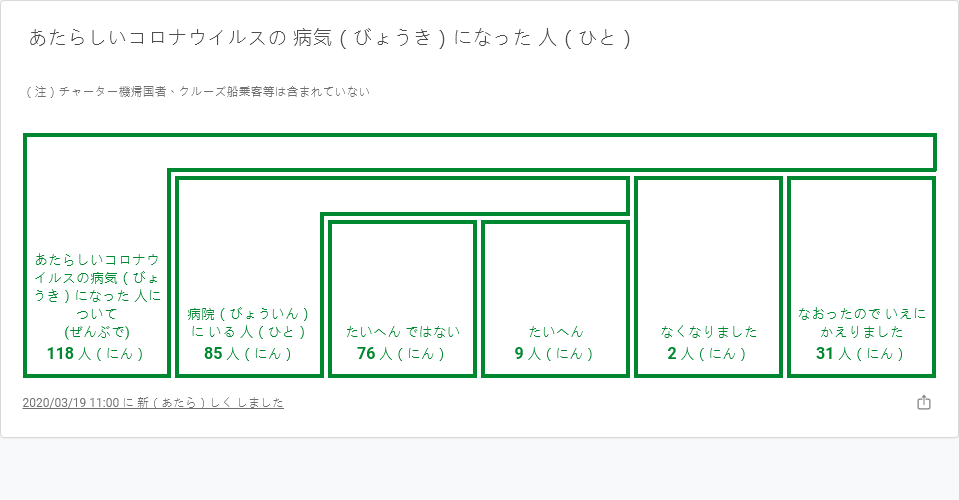 あたらしいコロナウイルスの 病気 ( びょうき ) になった 人 ( ひと )
( 注 ) チャーター機帰国者、クルーズ船乗客等は含まれていない
あたらしいコロナウ
イルスの病気 ( びょ
うき ) になった 人に
ついて
(ぜんぶで)
118 人 ( にん )
病院 ( びょういん )
に いる 人 ( ひと )
85 人 ( にん )
たいへん ではない
76 人 ( にん )
たいへん
9 人 ( にん )
なくなりました
2 人 ( にん )
なおったので いえに
かえりました
31 人 ( にん )
2020/03/19 11:00 に 新 ( あたら ) しく しました